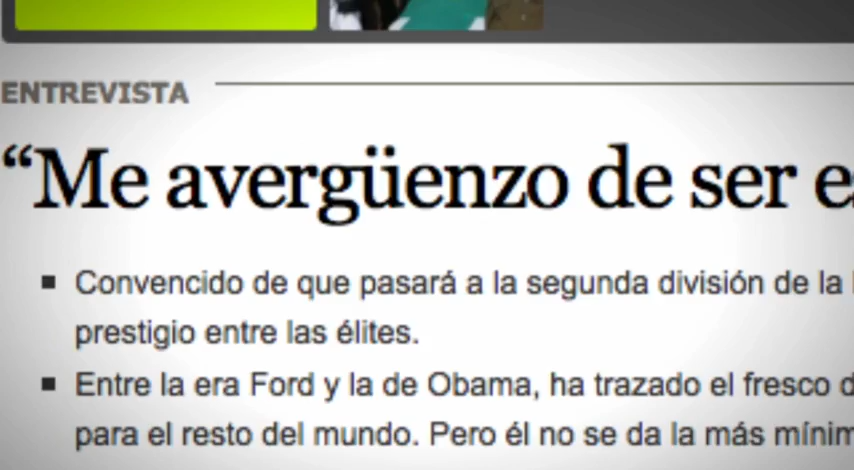 ENTREVISTA
“Me avergüenzo de ser
Convencido de que pasará a la segunda división de la
prestigio entre las élites.
Entre la era Ford y la de Obama, ha trazado el fresco
para el resto del mundo. Pero él no se da la más